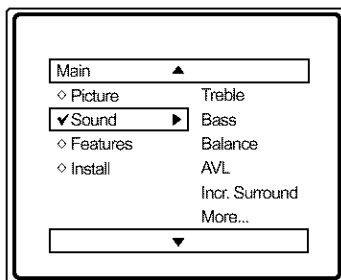 Main ▲
◇ Picture Treble
✔ Sound ▶ Bass
◇ Features Balance
◇ Install AVL
Incr. Surround
More...
▼